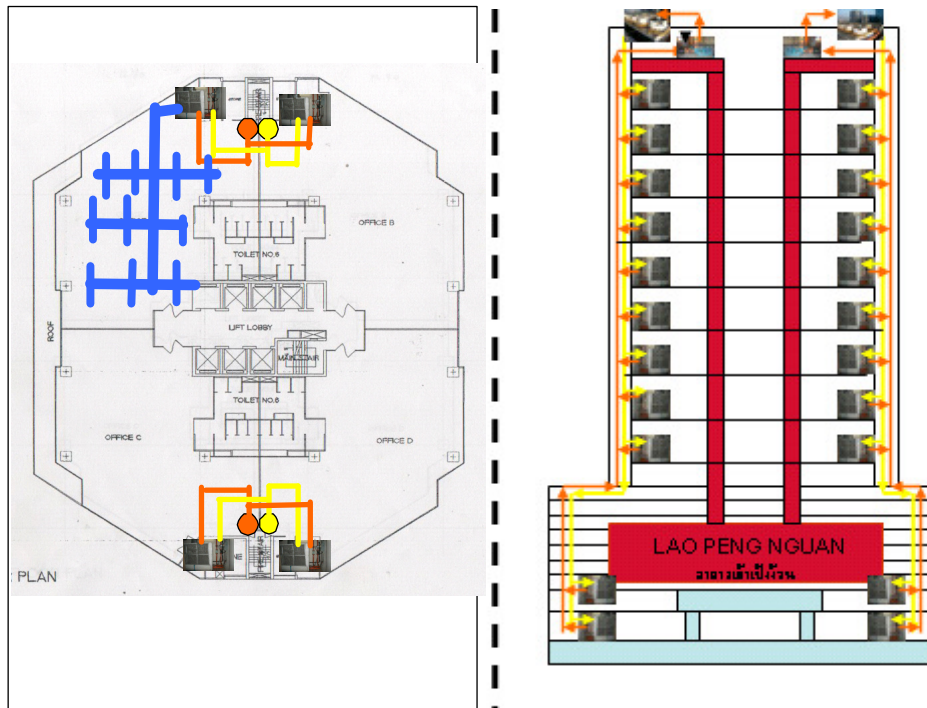 OFFICE B
TOILET NO.6
ROOF
LIFT LOBBY
MAIN STAIR
TOILET NO.6
OFFICE C
OFFICE D
PLAN
LAO PENG NGUAN
อาคารเล้าเป้งง้วน